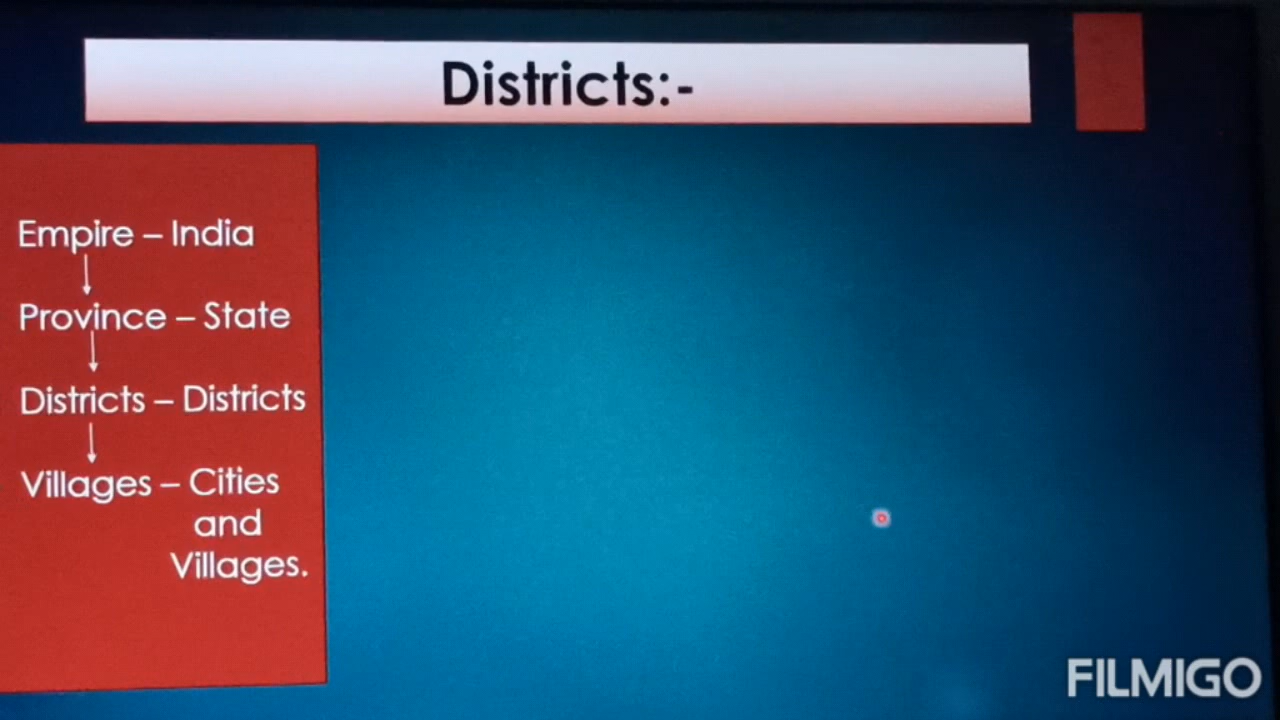 Districts:-
Empire – India
Province – State
Districts – Districts
Villages – Cities
and
Villages.
FILMIGO